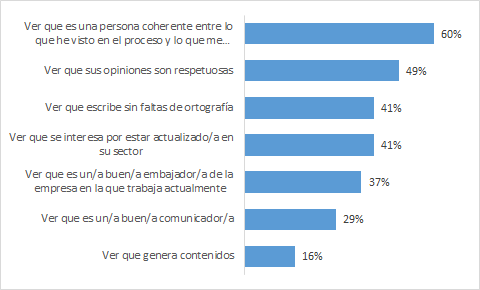 Ver que es una persona coherente entre lo
que he visto en el proceso y lo que me...
60%
Ver que sus opiniones son respetuosas
49%
Ver que escribe sin faltas de ortografía
41%
Ver que se interesa por estar actualizado/a en
su sector
41%
Ver que es un/a buen/a embajador/a de
la empresa en la que trabaja actualmente
37%
Ver que es un/a buen/a comunicador/a
29%
Ver que genera contenidos
16%